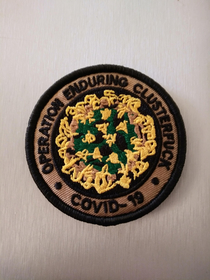 OPERATION ENDURING CLUSTERFUCK
• COVID-19 •